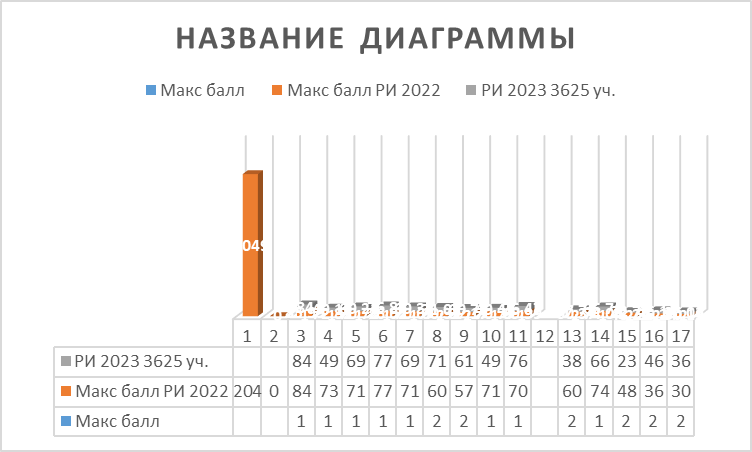 НАЗВАНИЕ ДИАГРАММЫ
Макс балл Макс балл РИ 2022 РИ 2023 3625 уч.
1 2 3 4 5 6 7 8 9 10 11 12 13 14 15 16 17
РИ 2023 3625 уч. 84 49 69 77 69 71 61 49 76 38 66 23 46 36
Макс балл РИ 2022 204 0 84 73 71 77 71 60 57 71 70 60 74 48 36 30
Макс балл 1 1 1 1 1 2 2 1 1 2 1 2 2 2